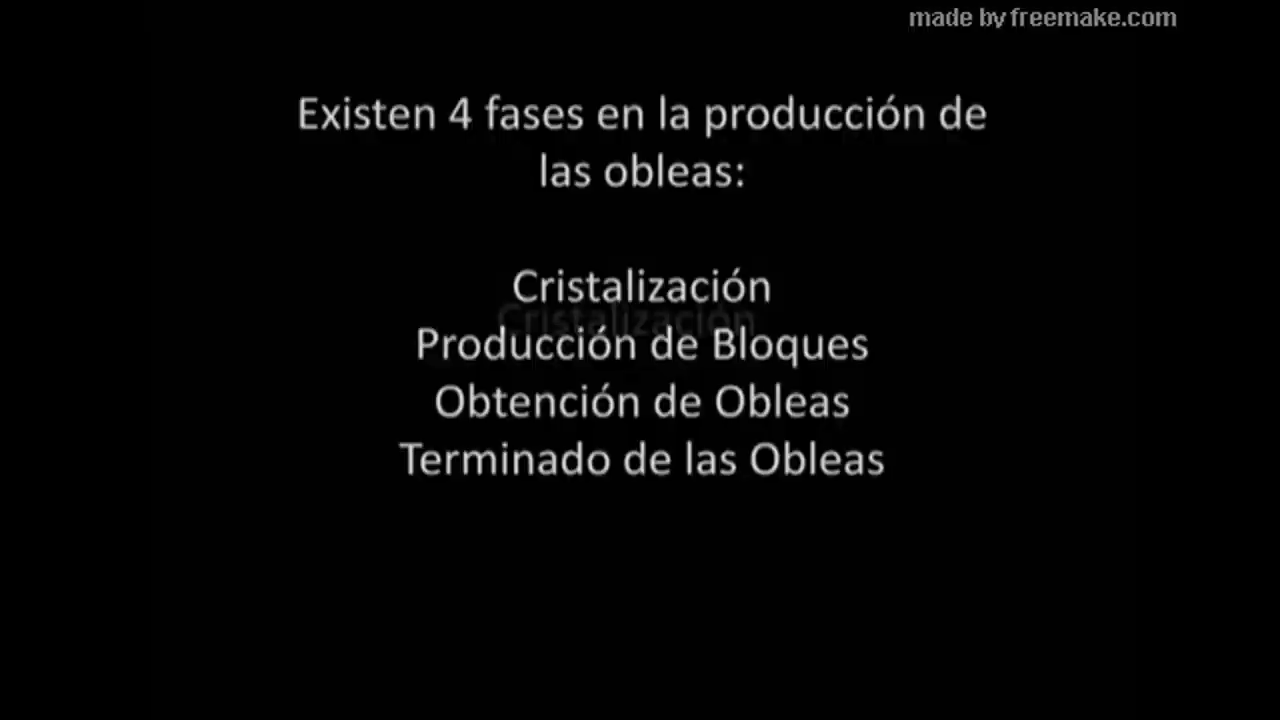 made by freemake.com
Existen 4 fases en la producción de
las obleas:
Cristalización
Cristalización
Producción de Bloques
Obtención de Obleas
Terminado de las Obleas